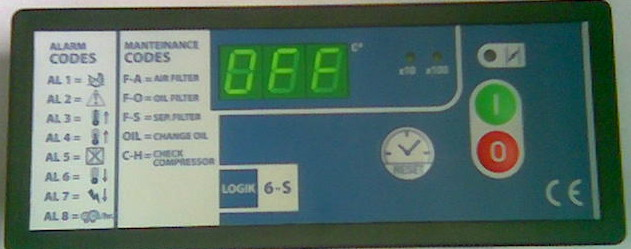 ALARM CODES
AL 1 =
AL 2 =
AL 3 =
AL 4 =
AL 5 =
AL 6 =
AL 7 =
AL 8 = /hr.
MANTEINANCE CODES
F-A = AIR FILTER
F-O = OIL FILTER
F-S = SEP. FILTER
OIL = CHANGE OIL
C-H = CHECK COMPRESSOR
OFF
C°
x10 x100
I
O
RESET
LOGIK 6-S
CE